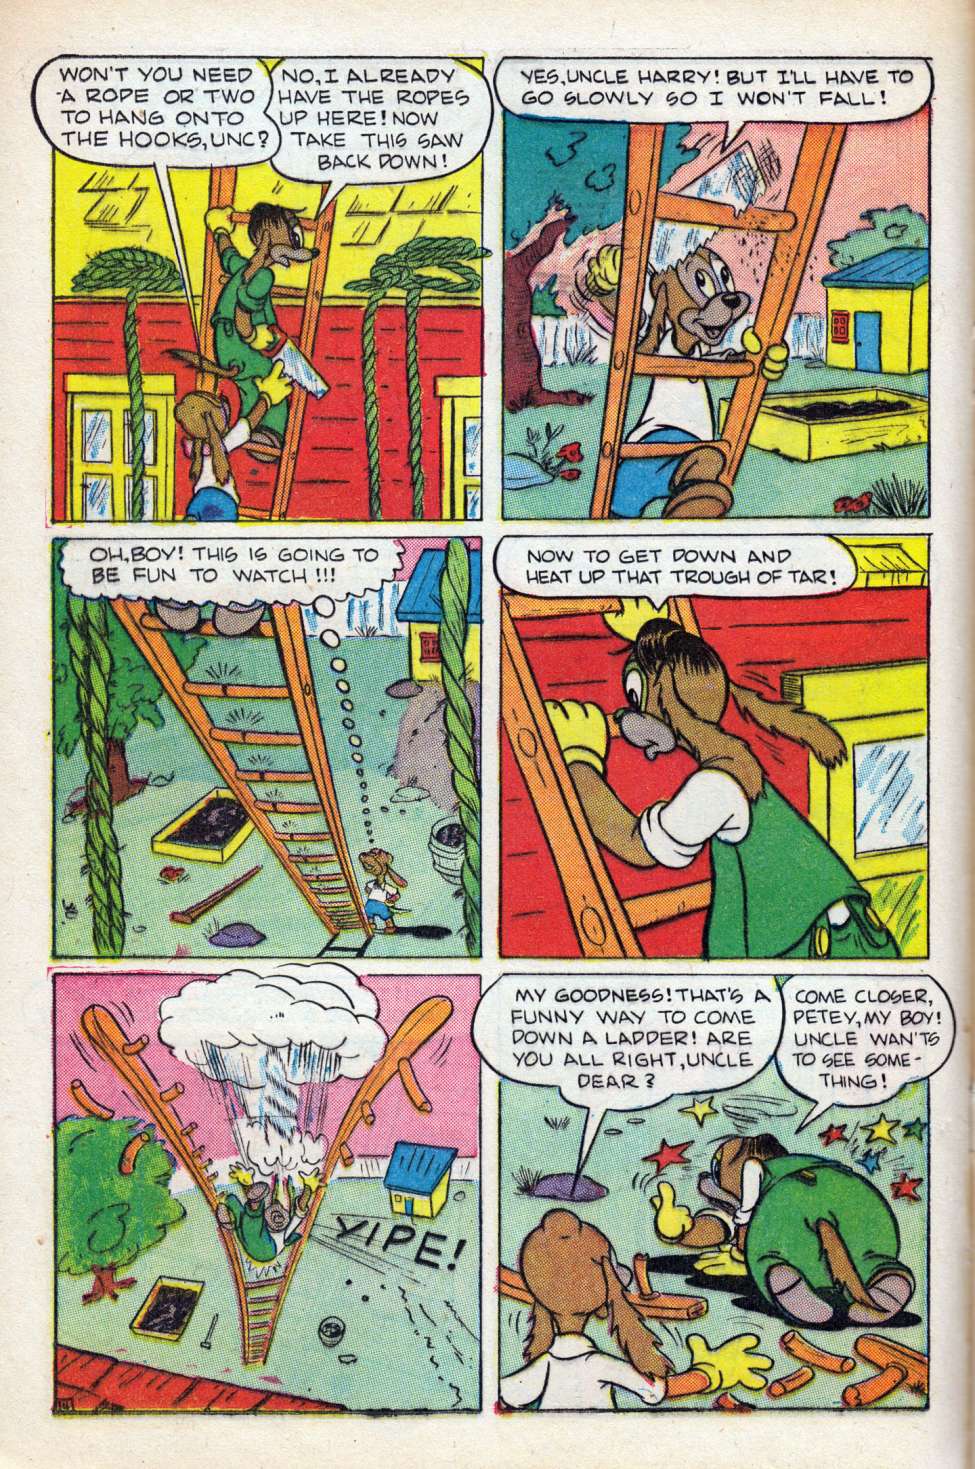 WON'T YOU NEED
A ROPE OR TWO
TO HANG ONTO
THE HOOKS, UNC?
NO, I ALREADY
HAVE THE ROPES
UP HERE! NOW
TAKE THIS SAW
BACK DOWN!
YES, UNCLE HARRY! BUT I'LL HAVE TO
GO SLOWLY SO I WON'T FALL!
OH, BOY! THIS IS GOING TO
BE FUN TO WATCH!!!
NOW TO GET DOWN AND
HEAT UP THAT TROUGH OF TAR!
YIPE!
MY GOODNESS! THAT'S A
FUNNY WAY TO COME
DOWN A LADDER! ARE
YOU ALL RIGHT, UNCLE
DEAR?
COME CLOSER,
PETEY, MY BOY!
UNCLE WAN'TS
TO SEE SOME-
THING!